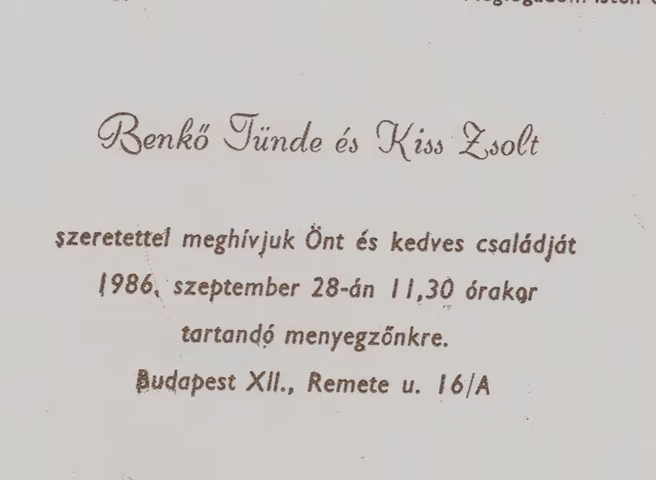 Benkő Tünde és Kiss Zsolt
szeretettel meghívjuk Önt és kedves családját
1986. szeptember 28-án 11,30 órakor
tartandó menyegzőnkre.
Budapest XII., Remete u. 16/A